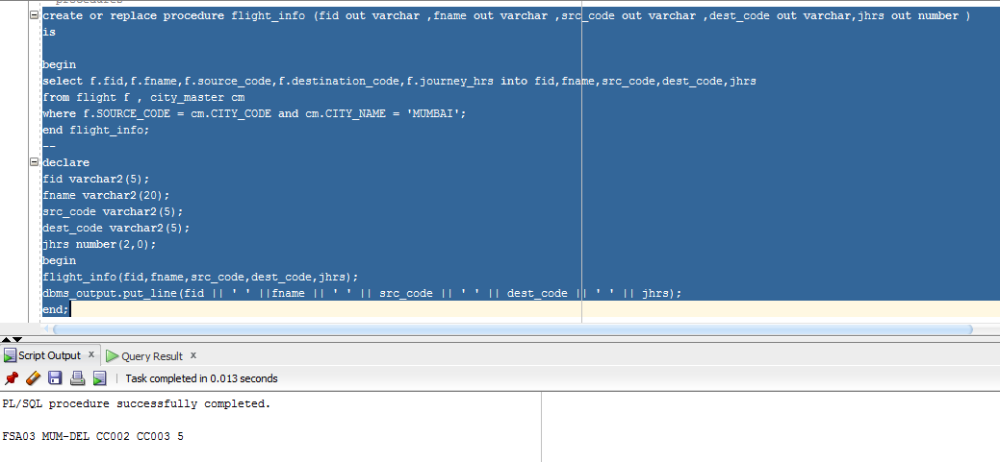 procedures
create or replace procedure flight_info (fid out varchar ,fname out varchar ,src_code out varchar ,dest_code out varchar,jhrs out number )
is
begin
select f.fid,f.fname,f.source_code,f.destination_code,f.journey_hrs into fid,fname,src_code,dest_code,jhrs
from flight f , city_master cm
where f.SOURCE_CODE = cm.CITY_CODE and cm.CITY_NAME = 'MUMBAI';
end flight_info;
--
declare
fid varchar2(5);
fname varchar2(20);
src_code varchar2(5);
dest_code varchar2(5);
jhrs number(2,0);
begin
flight_info(fid,fname,src_code,dest_code,jhrs);
dbms_output.put_line(fid || ' ' ||fname || ' ' || src_code || ' ' || dest_code || ' ' || jhrs);
end;
Script Output x Query Result x
Task completed in 0.013 seconds
PL/SQL procedure successfully completed.
FSA03 MUM-DEL CC002 CC003 5